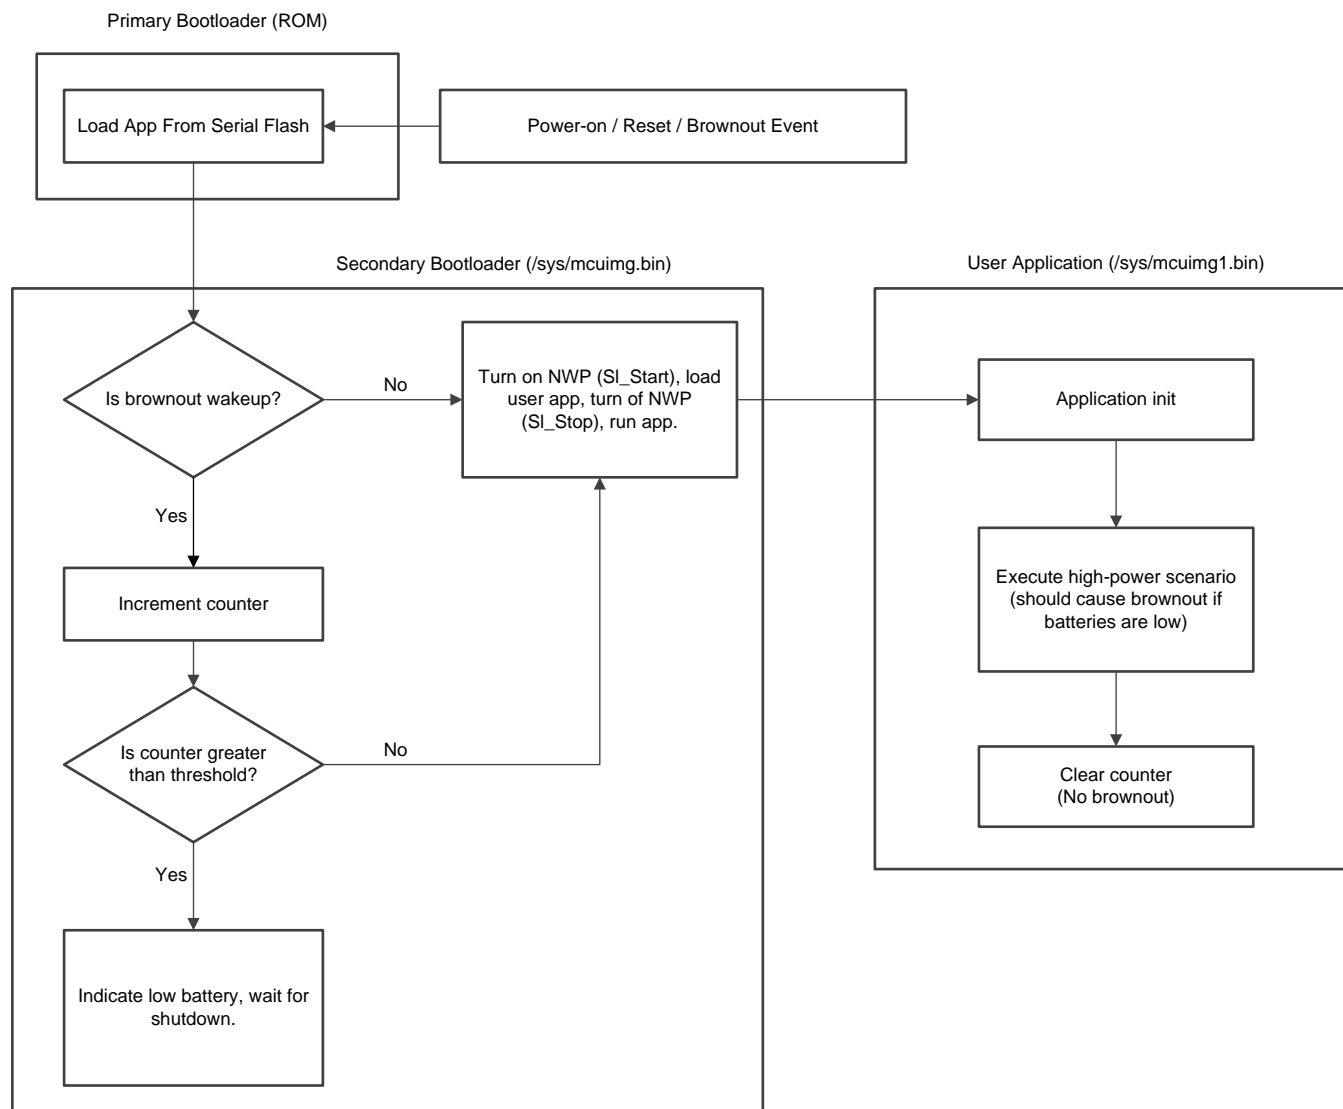 Primary Bootloader (ROM)
Load App From Serial Flash
Power-on / Reset / Brownout Event
Secondary Bootloader (/sys/mcuimg.bin)
User Application (/sys/mcuimg1.bin)
Is brownout wakeup?
No
Turn on NWP (Sl_Start), load
user app, turn of NWP
(Sl_Stop), run app.
Application init
Yes
Increment counter
Execute high-power scenario
(should cause brownout if
batteries are low)
Is counter greater
than threshold?
No
Clear counter
(No brownout)
Yes
Indicate low battery, wait for
shutdown.